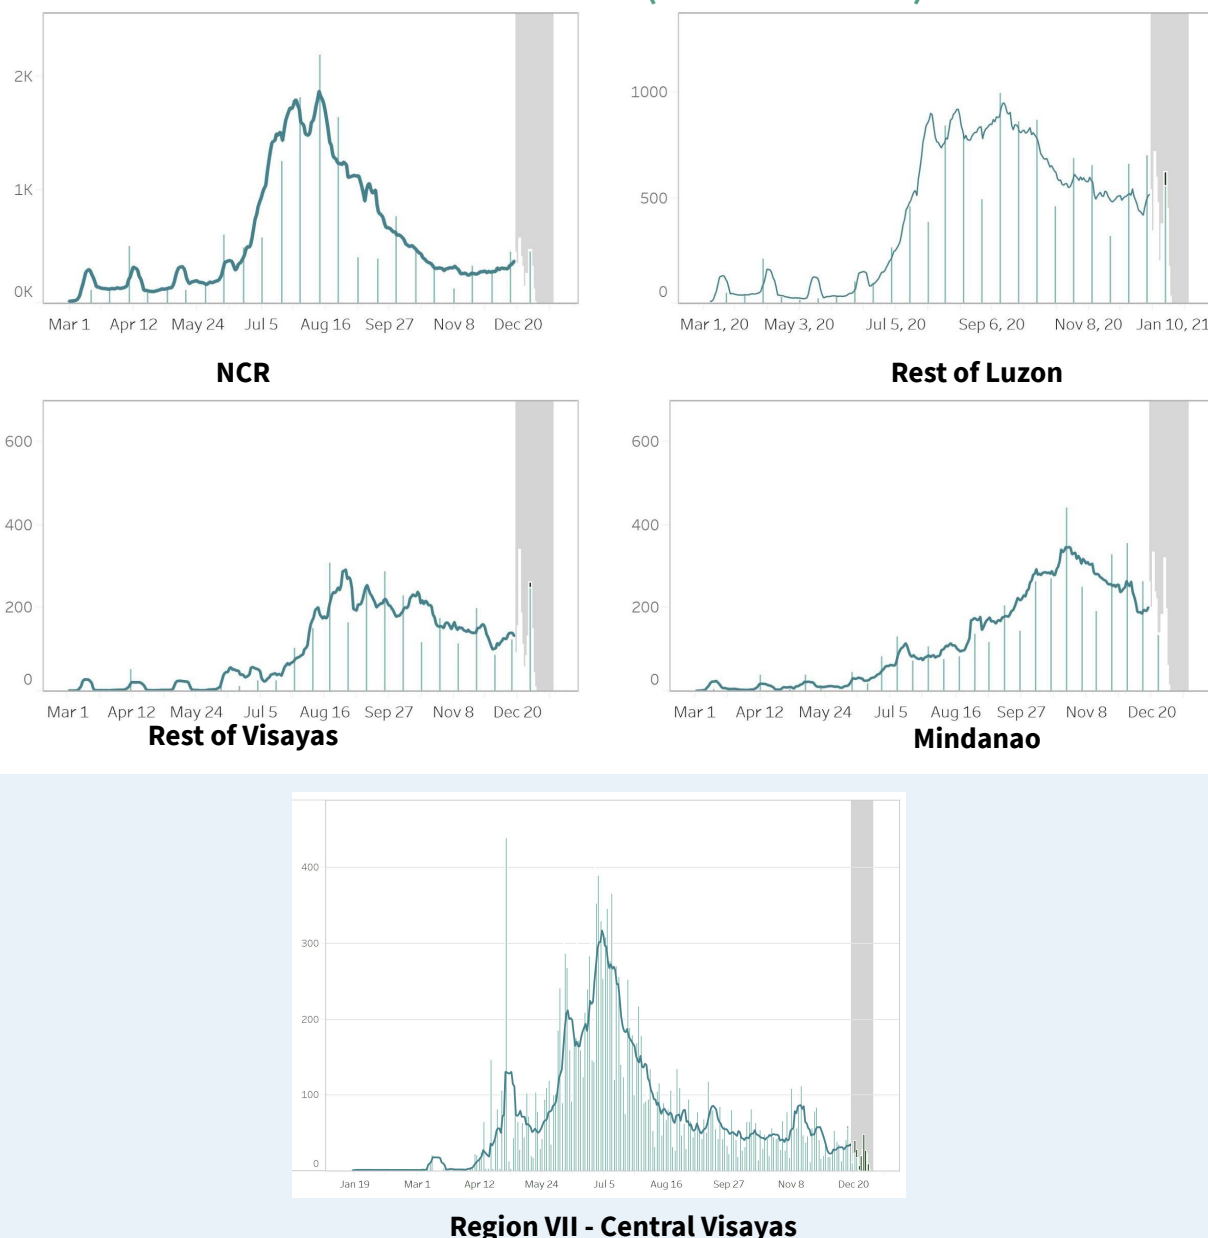 2K
1K
0K
Mar 1 Apr 12 May 24 Jul 5 Aug 16 Sep 27 Nov 8 Dec 20
NCR
1000
500
0
Mar 1, 20 May 3, 20 Jul 5, 20 Sep 6, 20 Nov 8, 20 Jan 10, 21
Rest of Luzon
600
400
200
0
Mar 1 Apr 12 May 24 Jul 5 Aug 16 Sep 27 Nov 8 Dec 20
Rest of Visayas
600
400
200
0
Mar 1 Apr 12 May 24 Jul 5 Aug 16 Sep 27 Nov 8 Dec 20
Mindanao
400
300
200
100
0
Jan 19 Mar 1 Apr 12 May 24 Jul 5 Aug 16 Sep 27 Nov 8 Dec 20
Region VII - Central Visayas